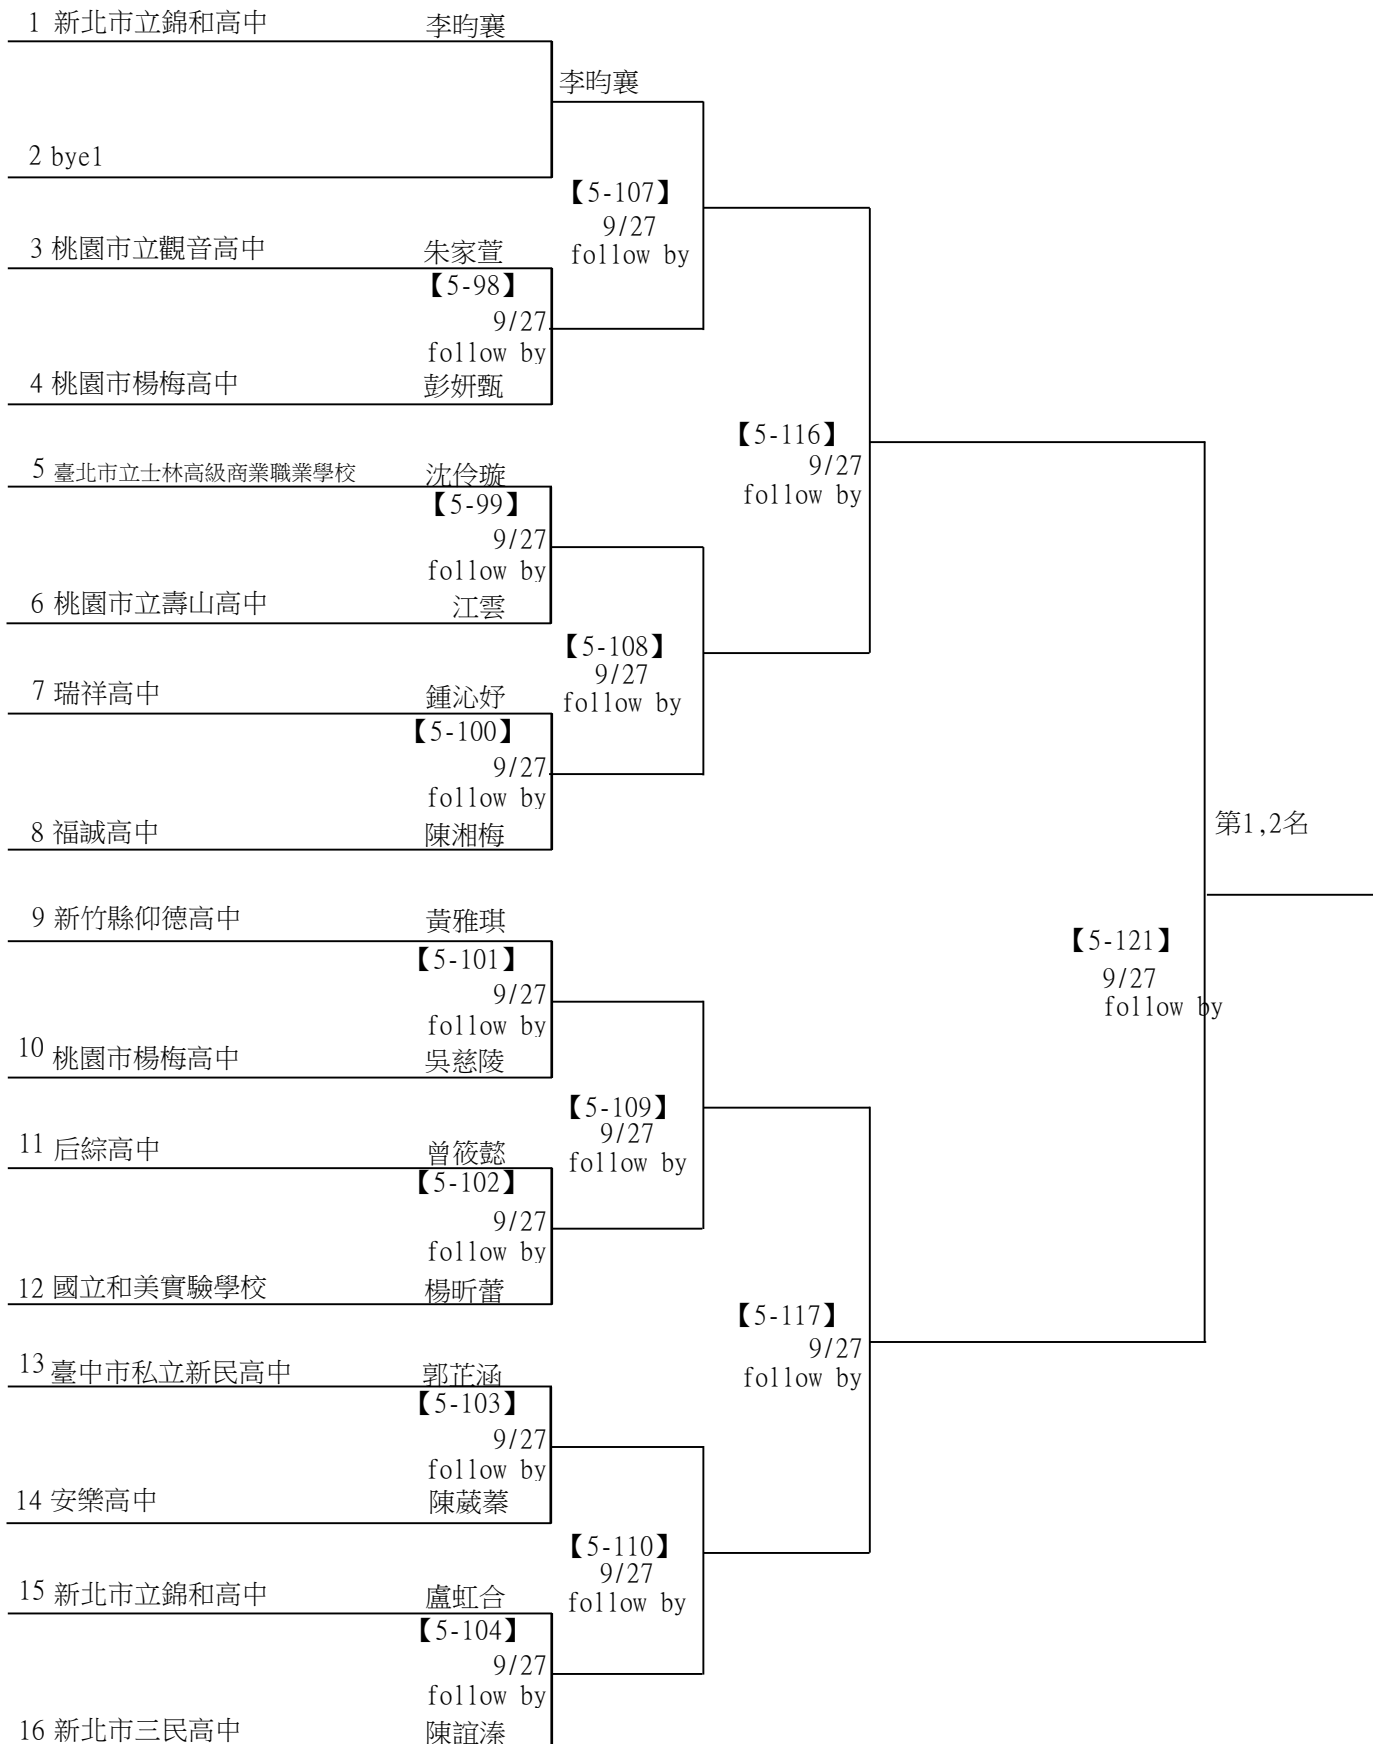 1 新北市立錦和高中 李昀襄
李昀襄
2 bye1
【5-107】
9/27
follow by
3 桃園市立觀音高中 朱家萱
【5-98】
9/27
follow by
4 桃園市楊梅高中 彭妍甄
【5-116】
9/27
follow by
5 臺北市立士林高級商業職業學校 沈伶璇
【5-99】
9/27
follow by
6 桃園市立壽山高中 江雲
【5-108】
9/27
follow by
7 瑞祥高中 鍾沁妤
【5-100】
9/27
follow by
8 福誠高中 陳湘梅
第1,2名
9 新竹縣仰德高中 黃雅琪
【5-121】
9/27
follow by
【5-101】
9/27
follow by
10 桃園市楊梅高中 吳慈陵
【5-109】
9/27
follow by
11 后綜高中 曾筱懿
【5-102】
9/27
follow by
12 國立和美實驗學校 楊昕蕾
【5-117】
9/27
follow by
13 臺中市私立新民高中 郭芷涵
【5-103】
9/27
follow by
14 安樂高中 陳葳蓁
【5-110】
9/27
follow by
15 新北市立錦和高中 盧虹合
【5-104】
9/27
follow by
16 新北市三民高中 陳誼溱